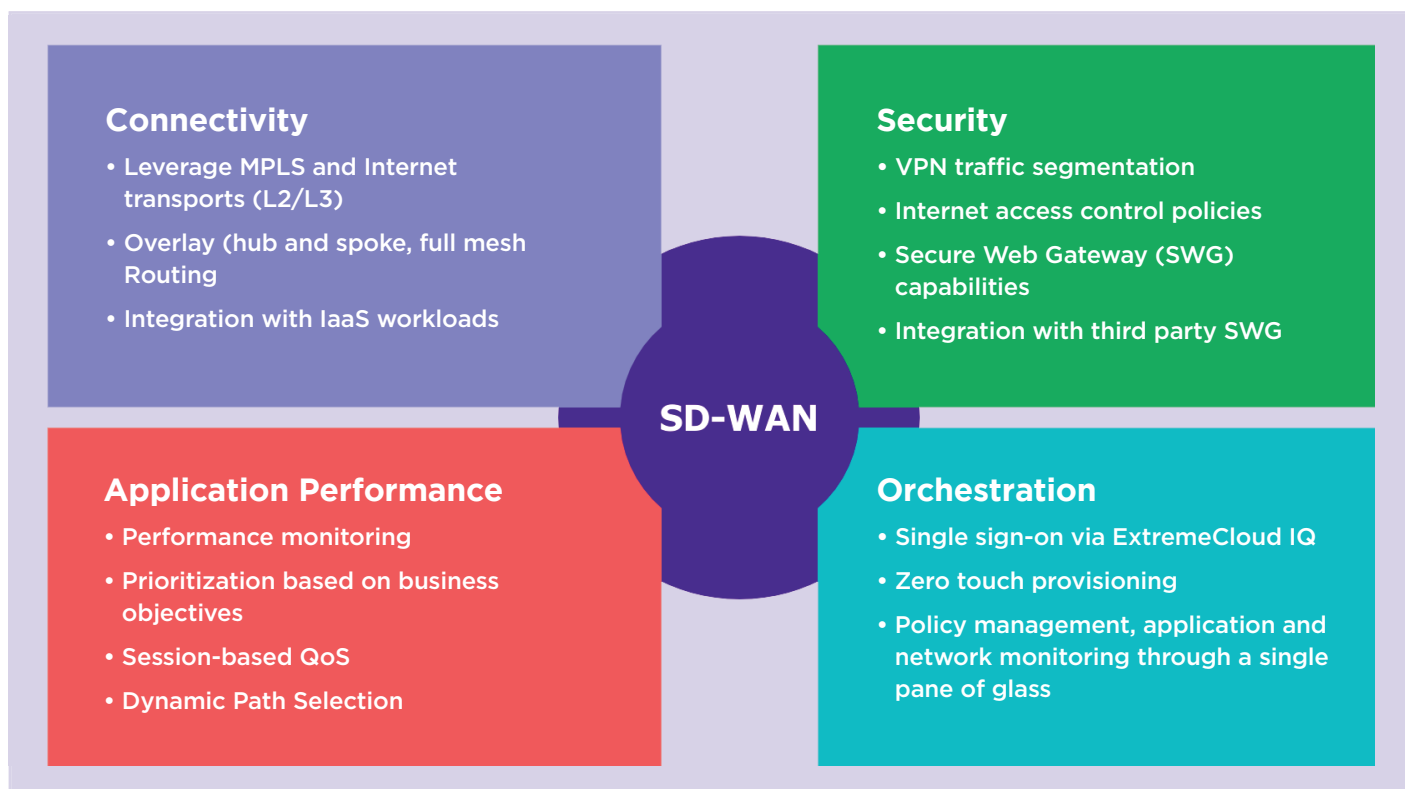 Connectivity
• Leverage MPLS and Internet
transports (L2/L3)
• Overlay (hub and spoke, full mesh
Routing
• Integration with IaaS workloads
Security
• VPN traffic segmentation
• Internet access control policies
• Secure Web Gateway (SWG)
capabilities
• Integration with third party SWG
SD-WAN
Application Performance
• Performance monitoring
• Prioritization based on business
objectives
• Session-based QoS
• Dynamic Path Selection
Orchestration
• Single sign-on via ExtremeCloud IQ
• Zero touch provisioning
• Policy management, application and
network monitoring through a single
pane of glass